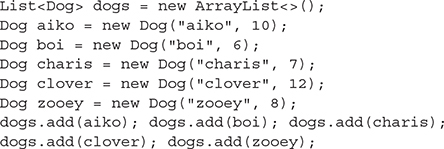 List<Dog> dogs = new ArrayList<>();
Dog aiko = new Dog("aiko", 10);
Dog boi = new Dog("boi", 6);
Dog charis = new Dog("charis", 7);
Dog clover = new Dog("clover", 12);
Dog zooey = new Dog("zooey", 8);
dogs.add(aiko); dogs.add(boi); dogs.add(charis);
dogs.add(clover); dogs.add(zooey);